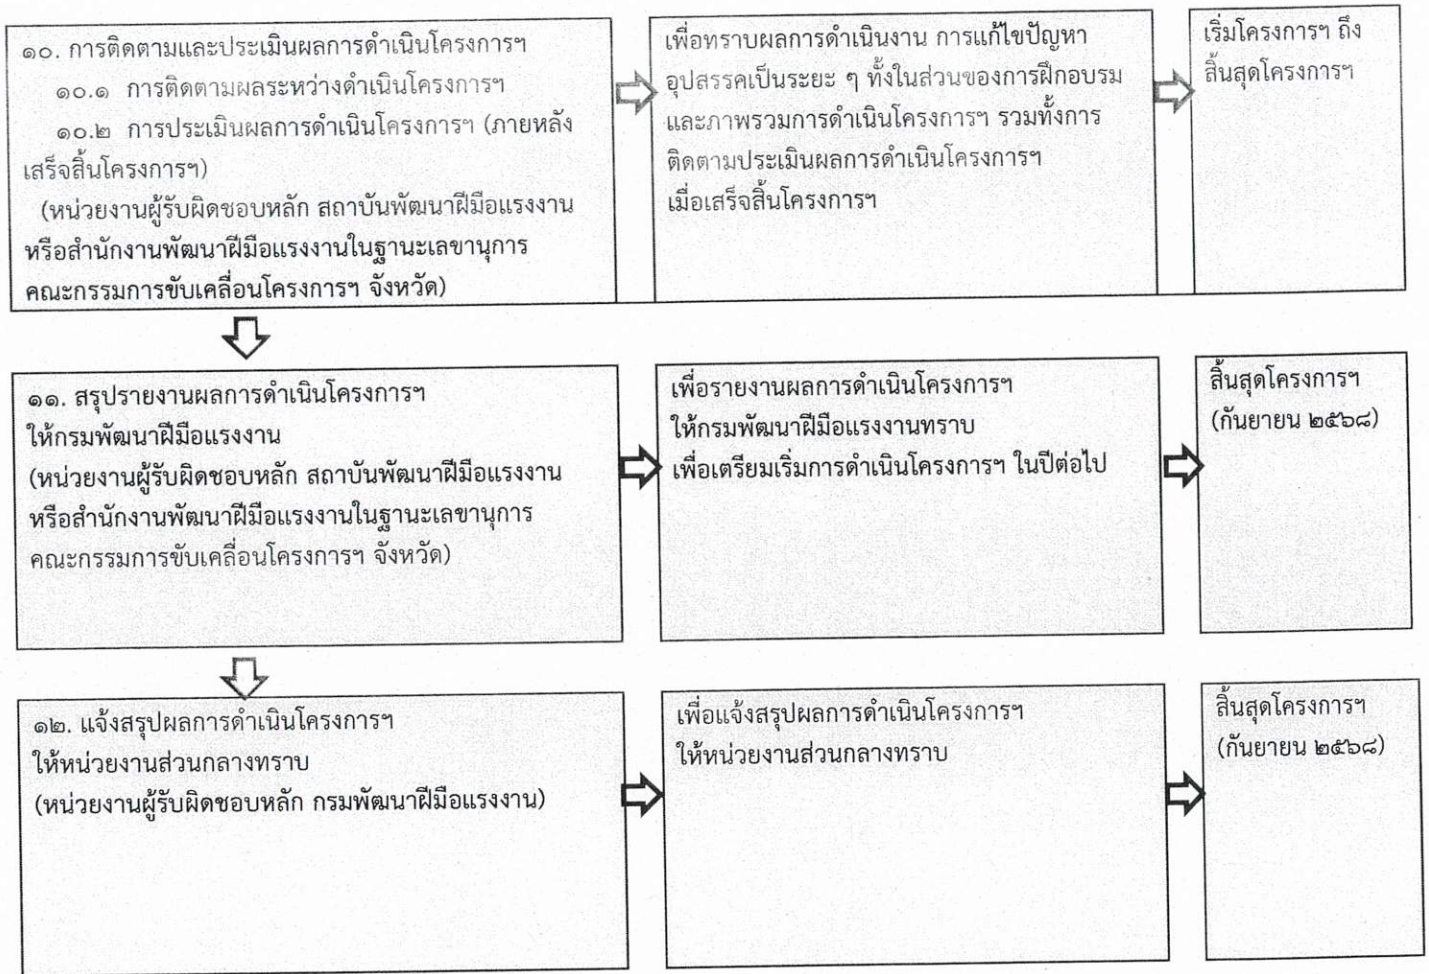 ๑๐. การติดตามและประเมินผลการดำเนินโครงการฯ
๑๐.๑ การติดตามผลระหว่างดำเนินโครงการฯ
๑๐.๒ การประเมินผลการดำเนินโครงการฯ (ภายหลัง
เสร็จสิ้นโครงการฯ)
(หน่วยงานผู้รับผิดชอบหลัก สถาบันพัฒนาฝีมือแรงงาน
หรือสำนักงานพัฒนาฝีมือแรงงานในฐานะเลขานุการ
คณะกรรมการขับเคลื่อนโครงการฯ จังหวัด)
เพื่อทราบผลการดำเนินงาน การแก้ไขปัญหา
อุปสรรคเป็นระยะ ๆ ทั้งในส่วนของการฝึกอบรม
และภาพรวมการดำเนินโครงการฯ รวมทั้งการ
ติดตามประเมินผลการดำเนินโครงการฯ
เมื่อเสร็จสิ้นโครงการฯ
เริ่มโครงการฯ ถึง
สิ้นสุดโครงการฯ
๑๑. สรุปรายงานผลการดำเนินโครงการฯ
ให้กรมพัฒนาฝีมือแรงงาน
(หน่วยงานผู้รับผิดชอบหลัก สถาบันพัฒนาฝีมือแรงงาน
หรือสำนักงานพัฒนาฝีมือแรงงานในฐานะเลขานุการ
คณะกรรมการขับเคลื่อนโครงการฯ จังหวัด)
เพื่อรายงานผลการดำเนินโครงการฯ
ให้กรมพัฒนาฝีมือแรงงานทราบ
เพื่อเตรียมเริ่มการดำเนินโครงการฯ ในปีต่อไป
สิ้นสุดโครงการฯ
(กันยายน ๒๕๖๘)
๑๒. แจ้งสรุปผลการดำเนินโครงการฯ
ให้หน่วยงานส่วนกลางทราบ
(หน่วยงานผู้รับผิดชอบหลัก กรมพัฒนาฝีมือแรงงาน)
เพื่อแจ้งสรุปผลการดำเนินโครงการฯ
ให้หน่วยงานส่วนกลางทราบ
สิ้นสุดโครงการฯ
(กันยายน ๒๕๖๘)